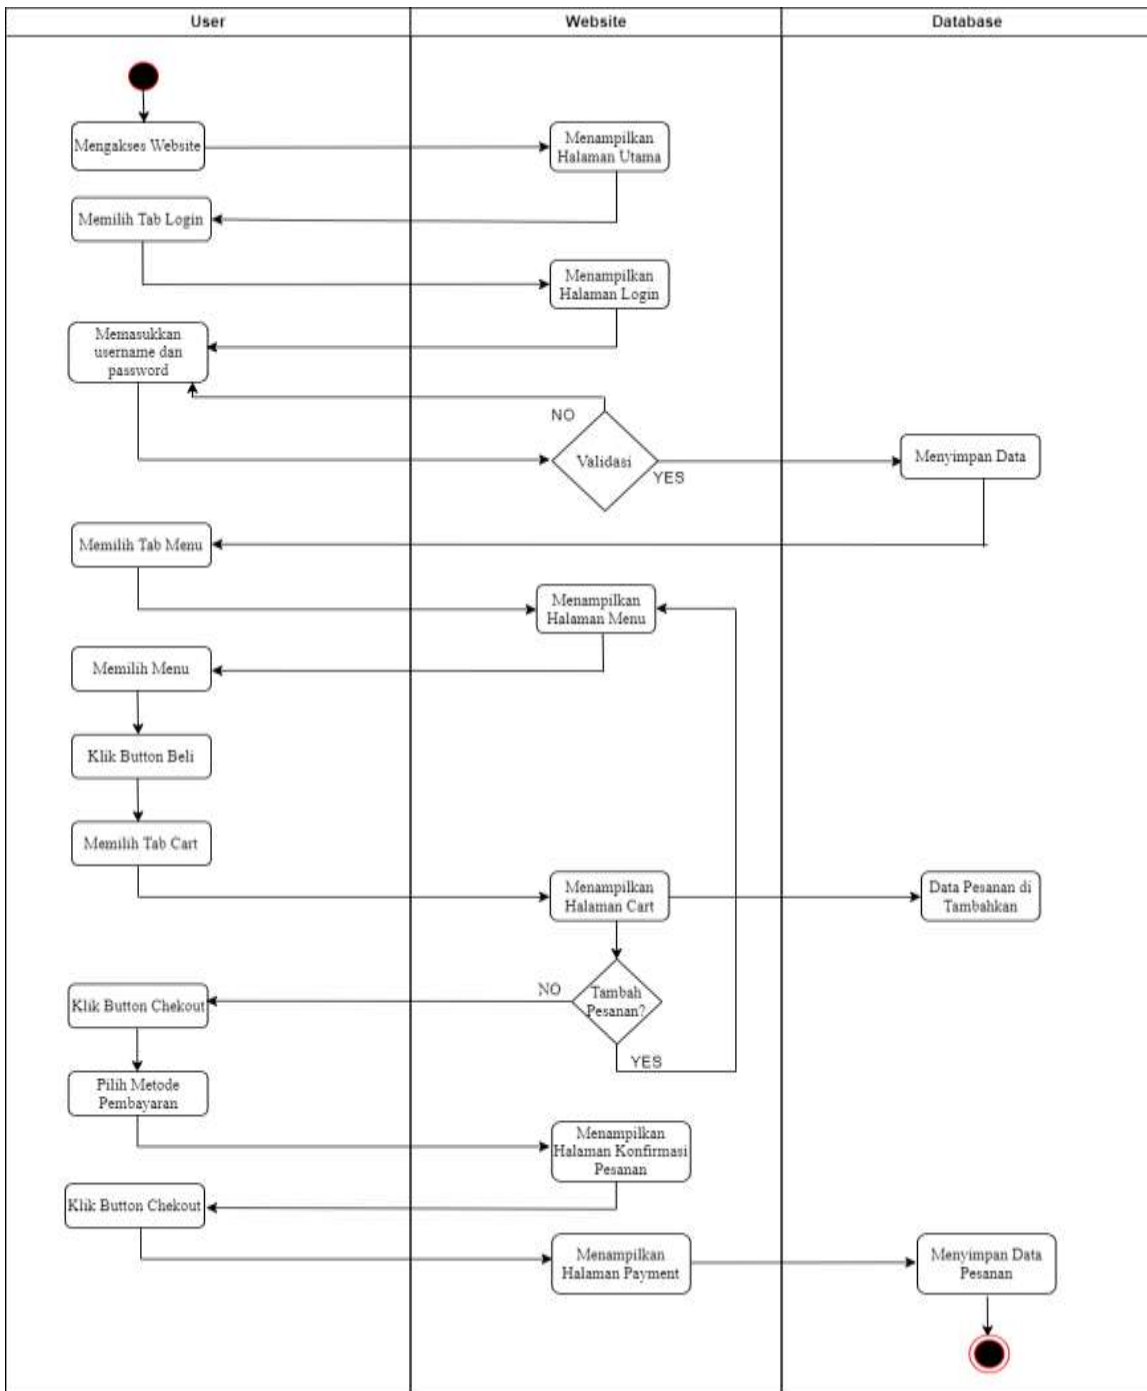 User
Website
Database
Mengakses Website
Menampilkan
Halaman Utama
Memilih Tab Login
Menampilkan
Halaman Login
Memasukkan
username dan
password
NO
Validasi
YES
Menyimpan Data
Memilih Tab Menu
Menampilkan
Halaman Menu
Memilih Menu
Klik Button Beli
Memilih Tab Cart
Menampilkan
Halaman Cart
Data Pesanan di
Tambahkan
Klik Button Chekout
NO
Tambah
Pesanan?
YES
Pilih Metode
Pembayaran
Menampilkan
Halaman Konfirmasi
Pesanan
Klik Button Chekout
Menampilkan
Halaman Payment
Menyimpan Data
Pesanan